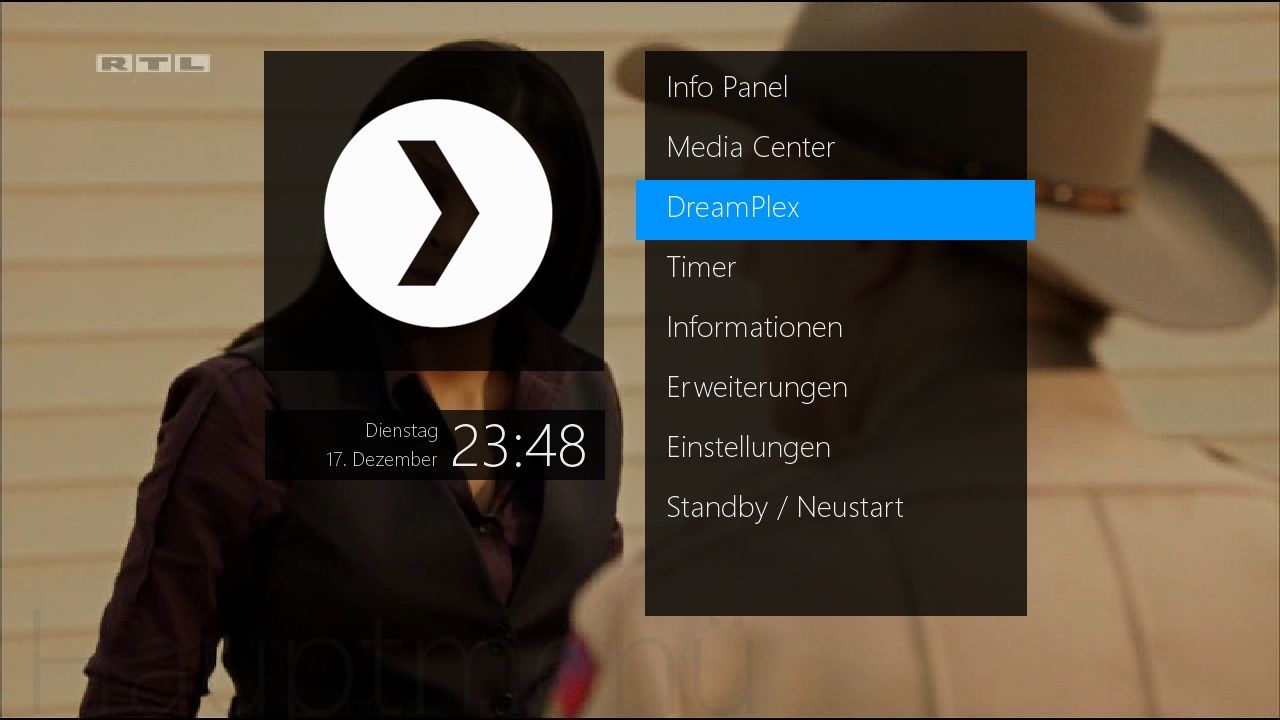 RTL
Info Panel
Media Center
DreamPlex
Timer
Informationen
Erweiterungen
Einstellungen
Standby / Neustart
Dienstag
17. Dezember
23:48
Hauptmenü